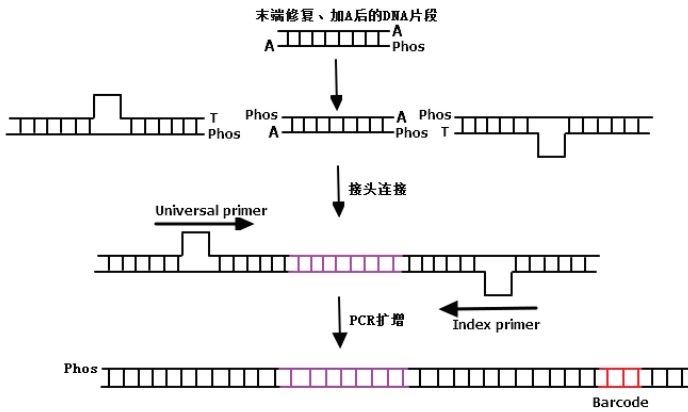 末端修复、加A后的DNA片段
A
A
Phos
T
Phos
Phos
A
A
Phos
Phos
T
接头连接
Universal primer
PCR扩增
Index primer
Phos
Barcode